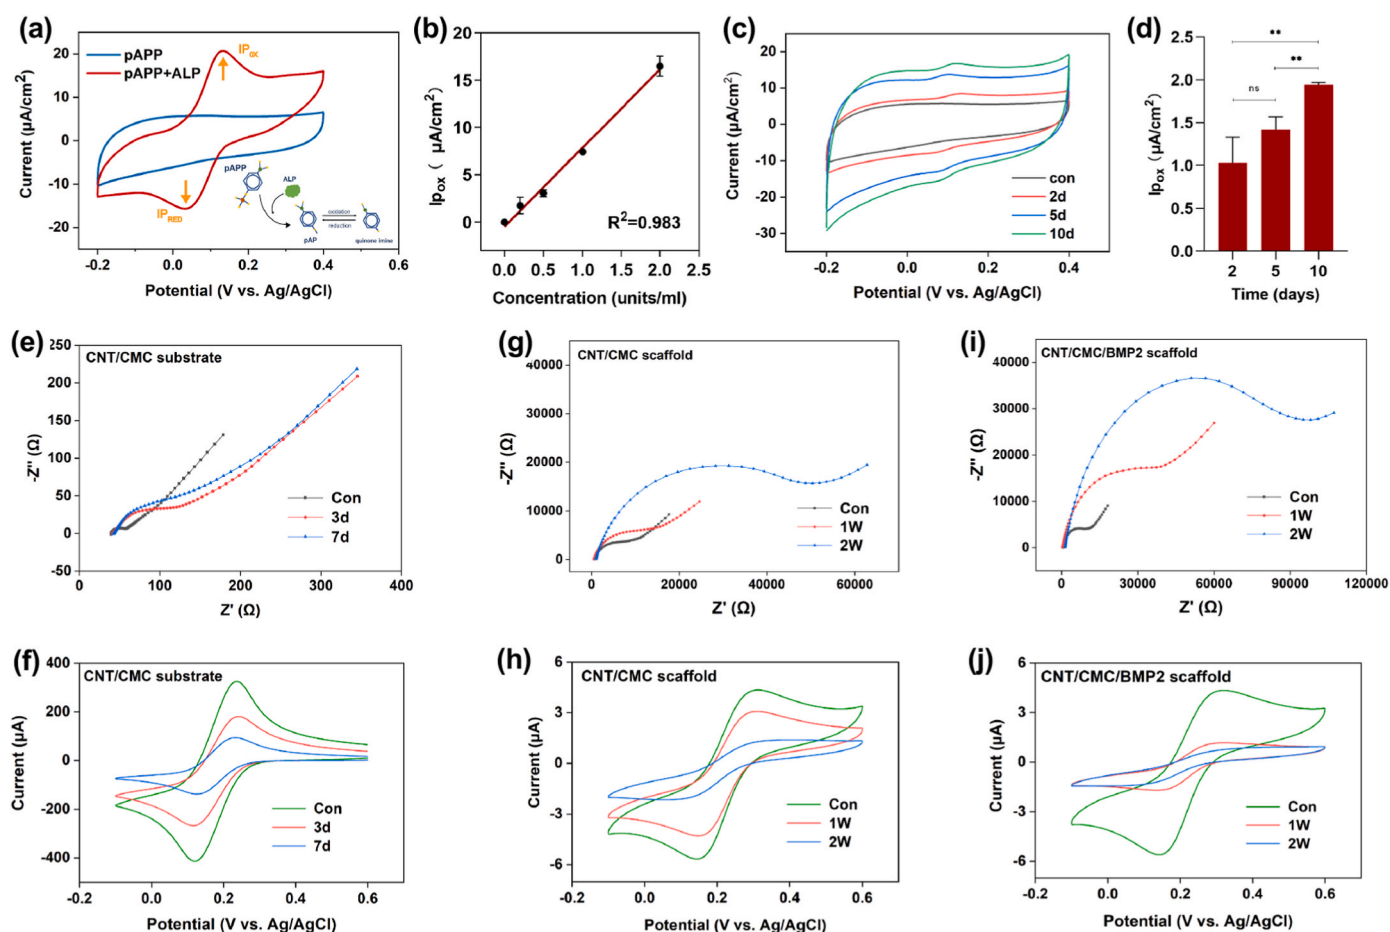 (a)
pAPP
pAPP+ALP
IPox
IPRED
pAPP
ALP
oxidation
reduction
pAP
quinone imine
20
10
0
-10
-20
Current (µA/cm²)
-0.2
0.0
0.2
0.4
0.6
Potential (V vs. Ag/AgCl)
(b)
20
15
10
5
0
Ipox ( µA/cm²)
R²=0.983
0.0
0.5
1.0
1.5
2.0
2.5
Concentration (units/ml)
(c)
20
10
0
-10
-20
-30
Current (µA/cm²)
con
2d
5d
10d
-0.2
0.0
0.2
0.4
Potential (V vs. Ag/AgCl)
(d)
**
**
ns
2.5
2.0
1.5
1.0
0.5
0.0
Ipox ( µA/cm²)
2
5
10
Time (days)
(e)
CNT/CMC substrate
250
200
150
100
50
0
-50
-Z'' (Ω)
Con
3d
7d
0
100
200
300
400
Z' (Ω)
(g)
CNT/CMC scaffold
40000
30000
20000
10000
0
-Z'' (Ω)
Con
1W
2W
0
20000
40000
60000
Z' (Ω)
(i)
CNT/CMC/BMP2 scaffold
40000
30000
20000
10000
0
-Z'' (Ω)
Con
1W
2W
0
30000
60000
90000
120000
Z' (Ω)
(f)
CNT/CMC substrate
400
200
0
-200
-400
Current (µA)
Con
3d
7d
-0.2
0.0
0.2
0.4
0.6
Potential (V vs. Ag/AgCl)
(h)
CNT/CMC scaffold
6
3
0
-3
-6
Current (µA)
Con
1W
2W
-0.2
0.0
0.2
0.4
0.6
Potential (V vs. Ag/AgCl)
(j)
CNT/CMC/BMP2 scaffold
6
3
0
-3
-6
Current (µA)
Con
1W
2W
-0.2
0.0
0.2
0.4
0.6
Potential (V vs. Ag/AgCl)